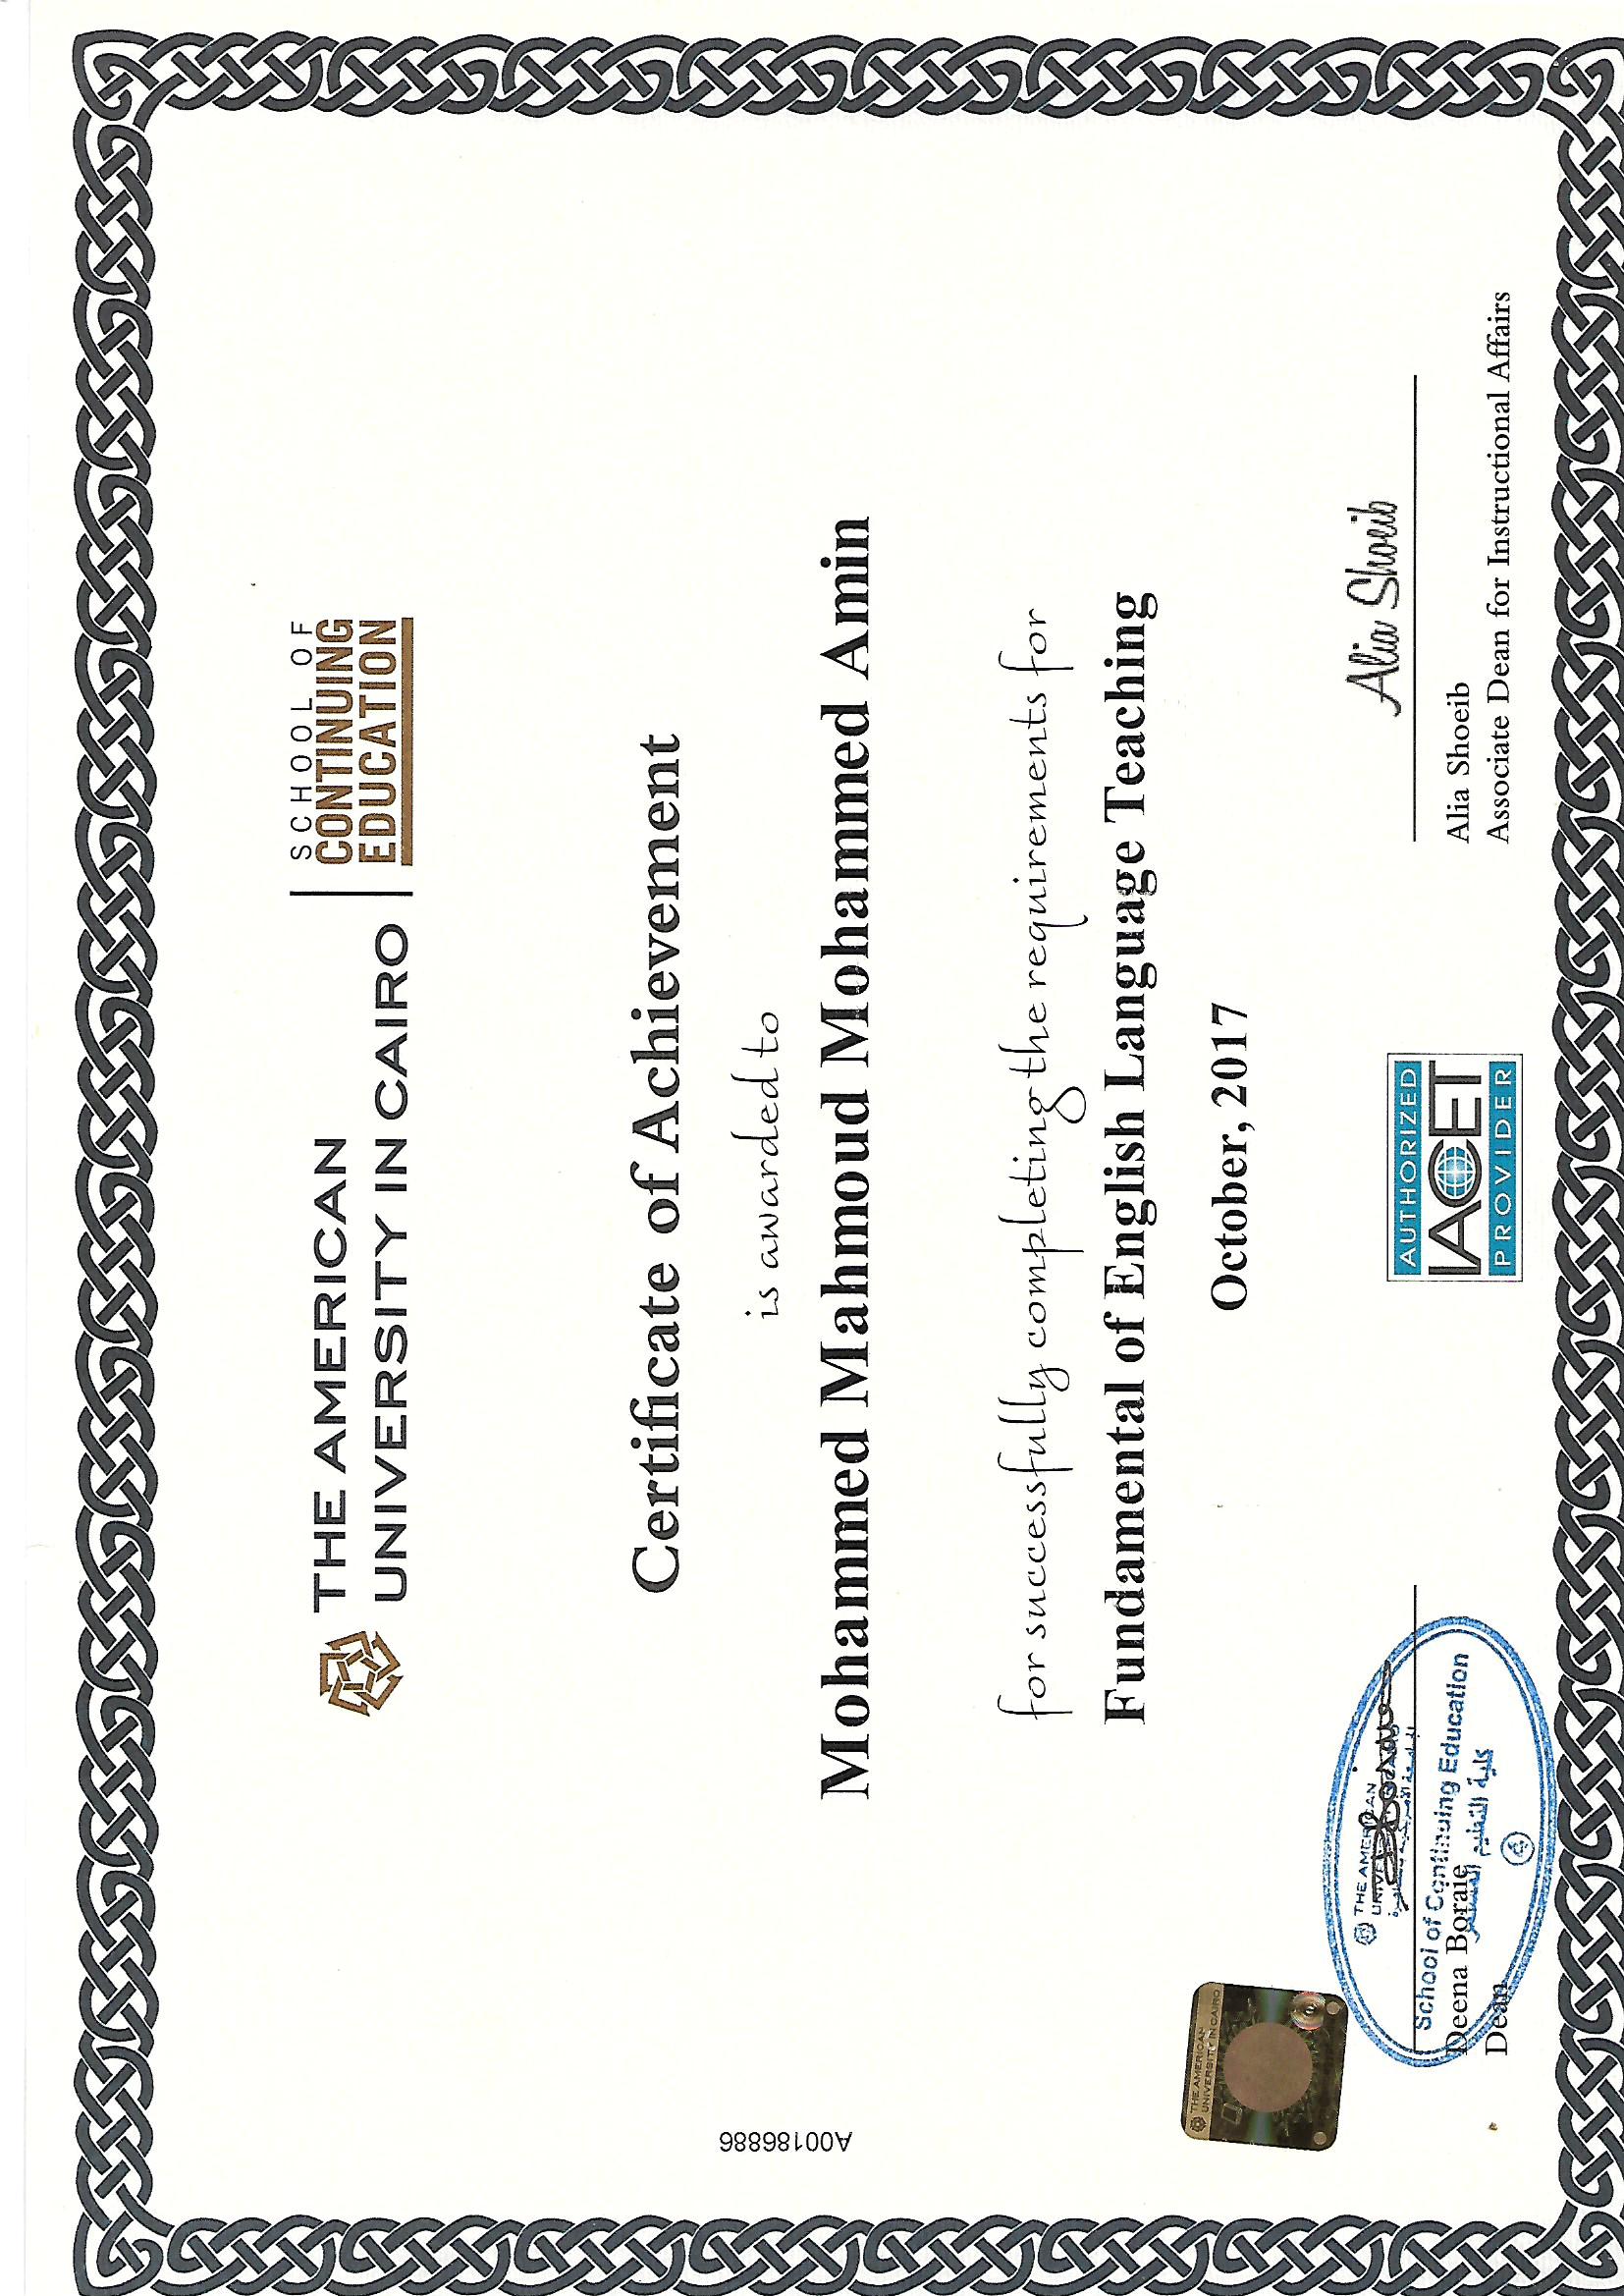 THE AMERICAN
UNIVERSITY IN CAIRO
SCHOOL OF
CONTINUING
EDUCATION
Certificate of Achievement
is awarded to
Mohammed Mahmoud Mohammed Amin
for successfully completing the requirements for
Fundamental of English Language Teaching
October, 2017
A00186886
THE AMERICAN
UNIVERSITY IN CAIRO
THE AMERICAN
الجامعة الأمريكية بالقاهرة
School of Continuing Education
كلية التعليم المستمر
Deena Boraie
Dean
AUTHORIZED
IACET
PROVIDER
Alia Shoeib
Alia Shoeib
Associate Dean for Instructional Affairs